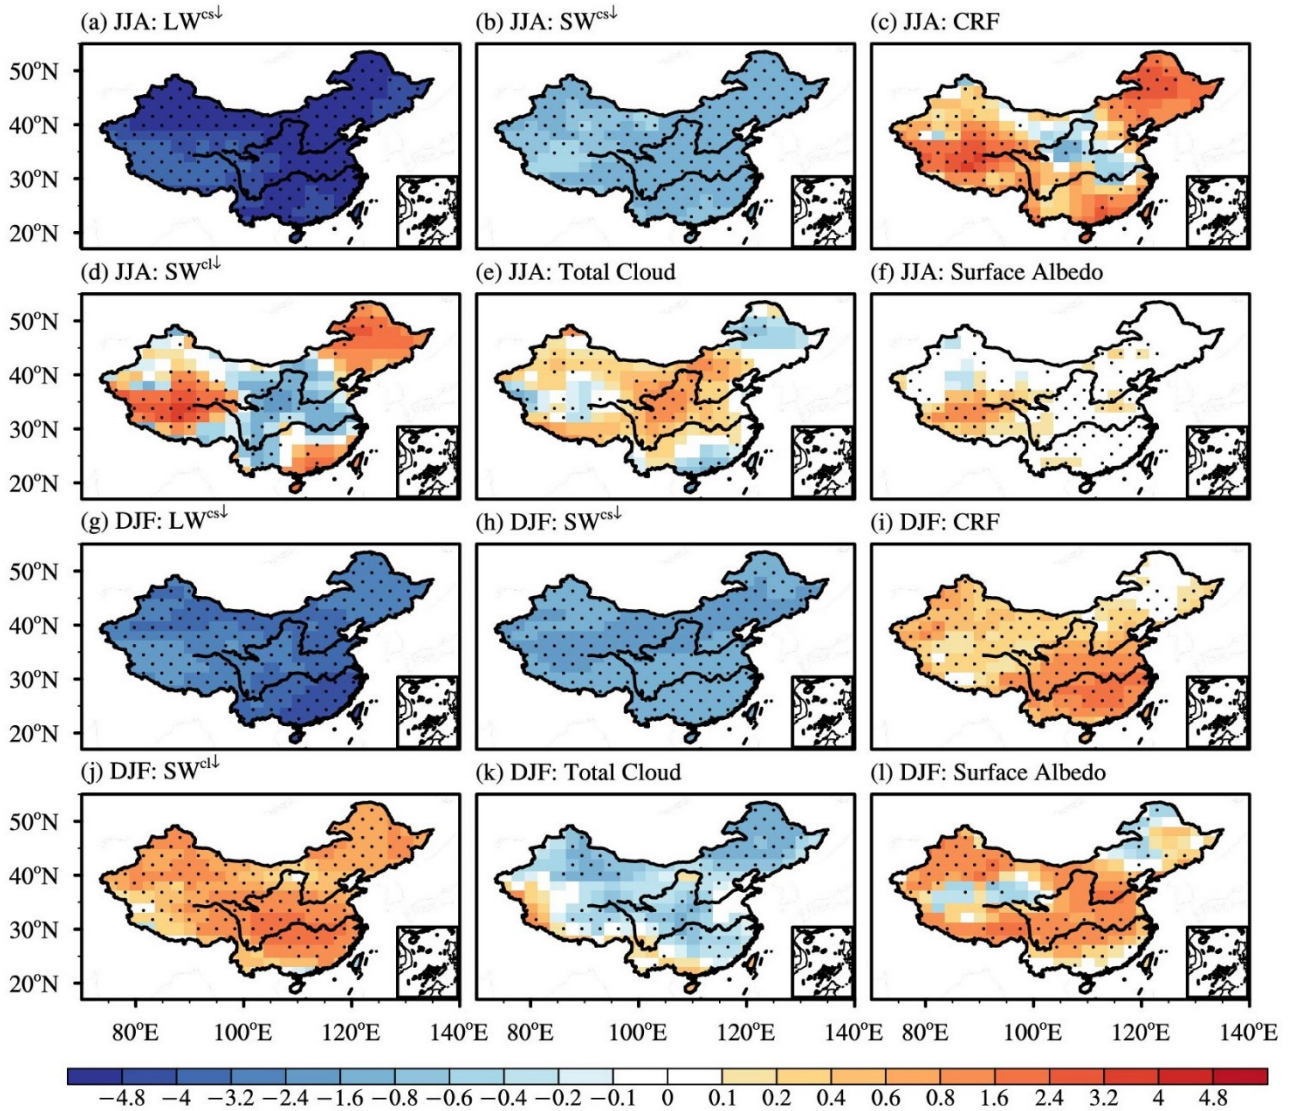 (a) JJA: LW^cs↓ (b) JJA: SW^cs↓ (c) JJA: CRF
50°N
40°N
30°N
20°N
(d) JJA: SW^cl↓ (e) JJA: Total Cloud (f) JJA: Surface Albedo
50°N
40°N
30°N
20°N
(g) DJF: LW^cs↓ (h) DJF: SW^cs↓ (i) DJF: CRF
50°N
40°N
30°N
20°N
(j) DJF: SW^cl↓ (k) DJF: Total Cloud (l) DJF: Surface Albedo
50°N
40°N
30°N
20°N
80°E 100°E 120°E 140°E 80°E 100°E 120°E 140°E 80°E 100°E 120°E 140°E
−4.8 −4 −3.2 −2.4 −1.6 −0.8 −0.6 −0.4 −0.2 −0.1 0 0.1 0.2 0.4 0.6 0.8 1.6 2.4 3.2 4 4.8